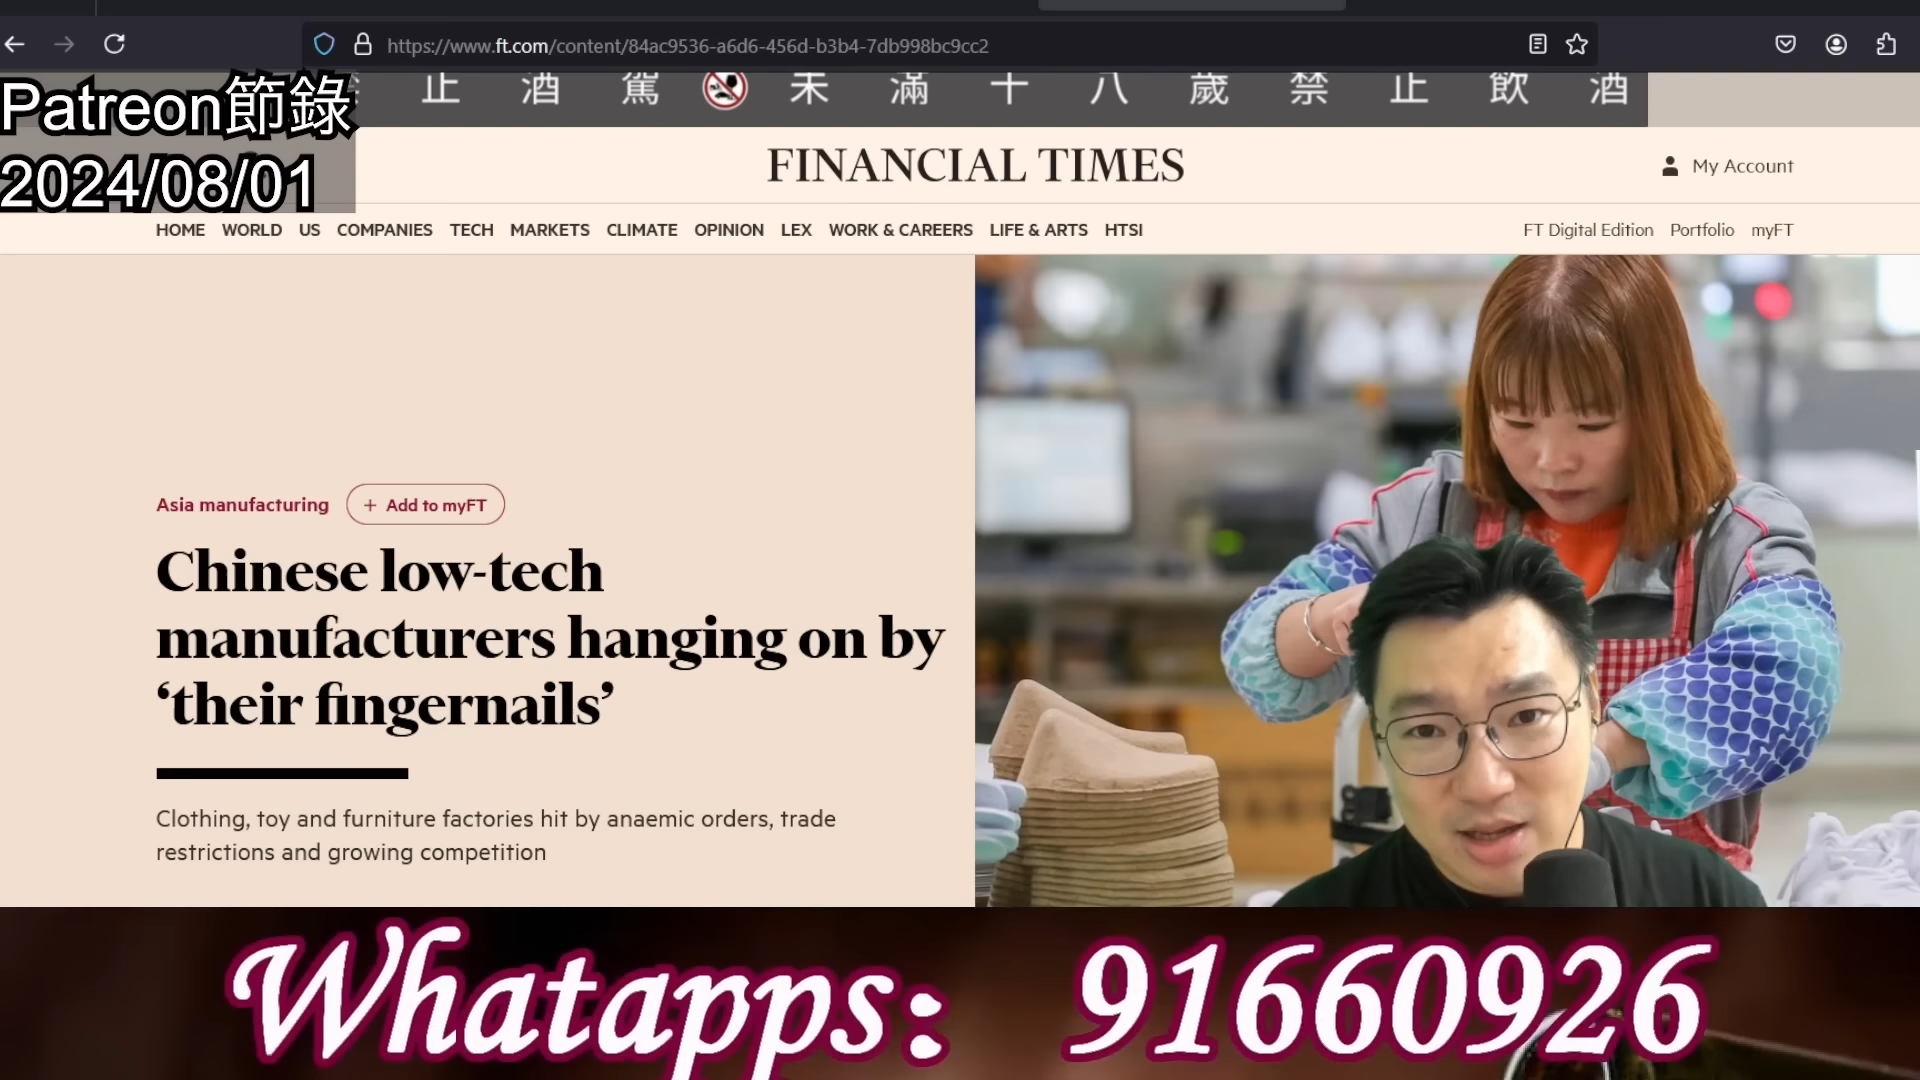 https://www.ft.com/content/84ac9536-a6d6-456d-b3b4-7db998bc9cc2
禁 止 酒 駕 未 滿 十 八 歲 禁 止 飲 酒
Patreon節錄
2024/08/01
FINANCIAL TIMES
My Account
HOME WORLD US COMPANIES TECH MARKETS CLIMATE OPINION LEX WORK & CAREERS LIFE & ARTS HTSI
FT Digital Edition Portfolio myFT
Asia manufacturing + Add to myFT
Chinese low-tech
manufacturers hanging on by
‘their fingernails’
Clothing, toy and furniture factories hit by anaemic orders, trade
restrictions and growing competition
Whatapps: 91660926